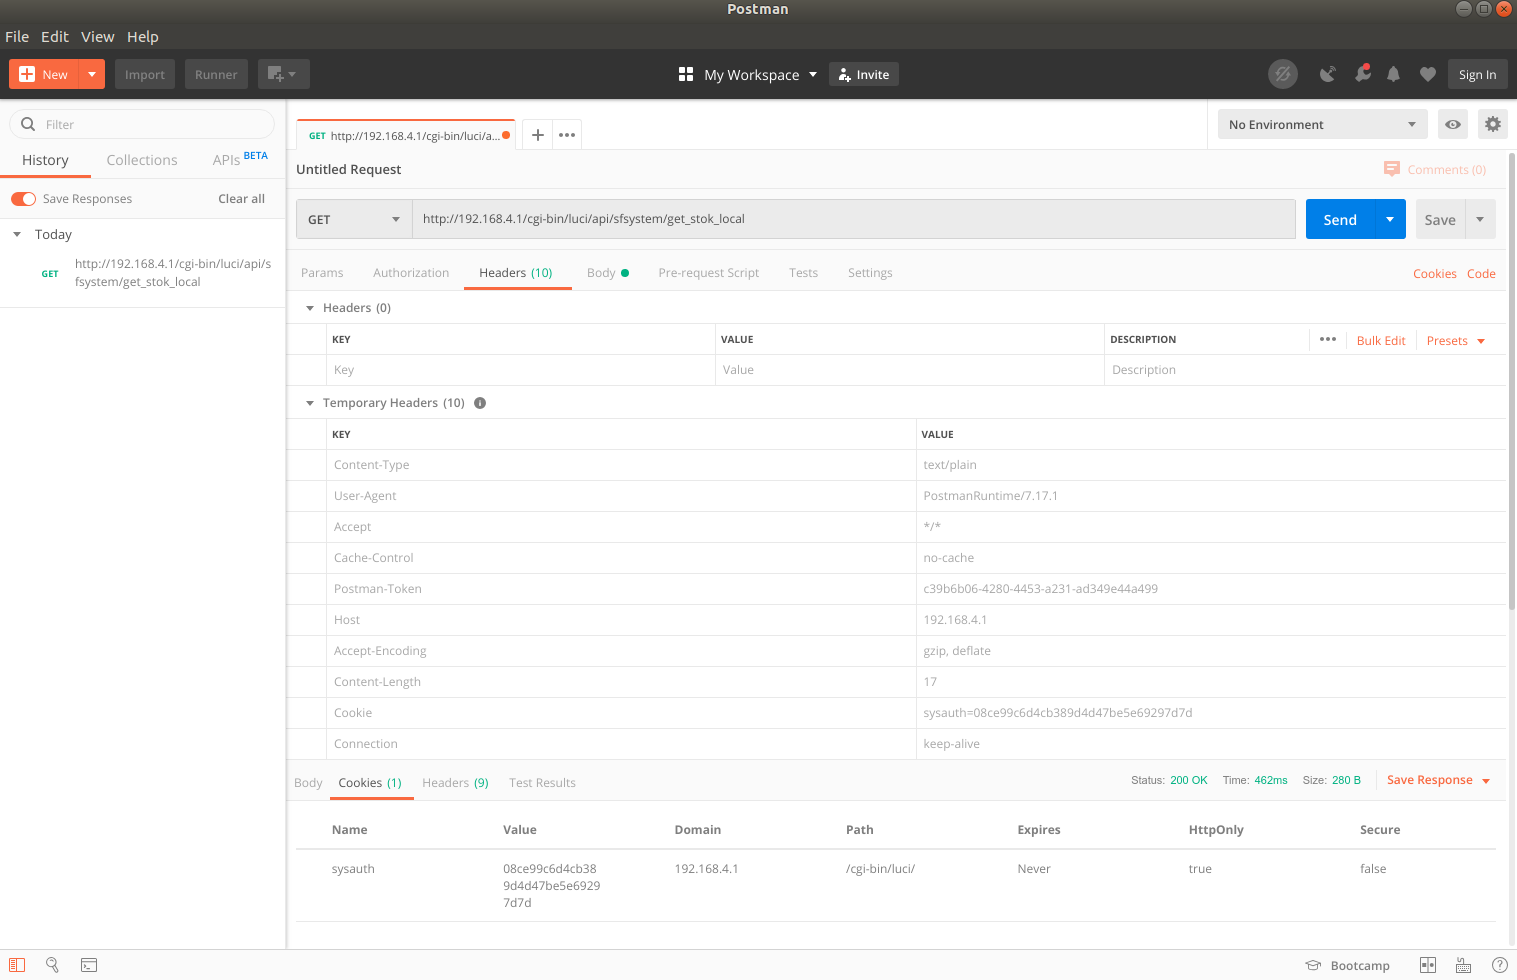 Postman
File Edit View Help
New Import Runner My Workspace Invite Sign In
Filter
GET http://192.168.4.1/cgi-bin/luci/a...
No Environment
History Collections APIs BETA
Untitled Request
Comments (0)
Save Responses Clear all
GET http://192.168.4.1/cgi-bin/luci/api/sfsystem/get_stok_local Send Save
Today
GET http://192.168.4.1/cgi-bin/luci/api/s
fsystem/get_stok_local
Params Authorization Headers (10) Body Pre-request Script Tests Settings Cookies Code
Headers (0)
KEY VALUE DESCRIPTION Bulk Edit Presets
Key Value Description
Temporary Headers (10)
KEY VALUE
Content-Type text/plain
User-Agent PostmanRuntime/7.17.1
Accept */*
Cache-Control no-cache
Postman-Token c39b6b06-4280-4453-a231-ad349e44a499
Host 192.168.4.1
Accept-Encoding gzip, deflate
Content-Length 17
Cookie sysauth=08ce99c6d4cb389d4d47be5e69297d7d
Connection keep-alive
Body Cookies (1) Headers (9) Test Results Status: 200 OK Time: 462ms Size: 280 B Save Response
Name Value Domain Path Expires HttpOnly Secure
sysauth 08ce99c6d4cb38 192.168.4.1 /cgi-bin/luci/ Never true false
9d4d47be5e6929
7d7d
Bootcamp